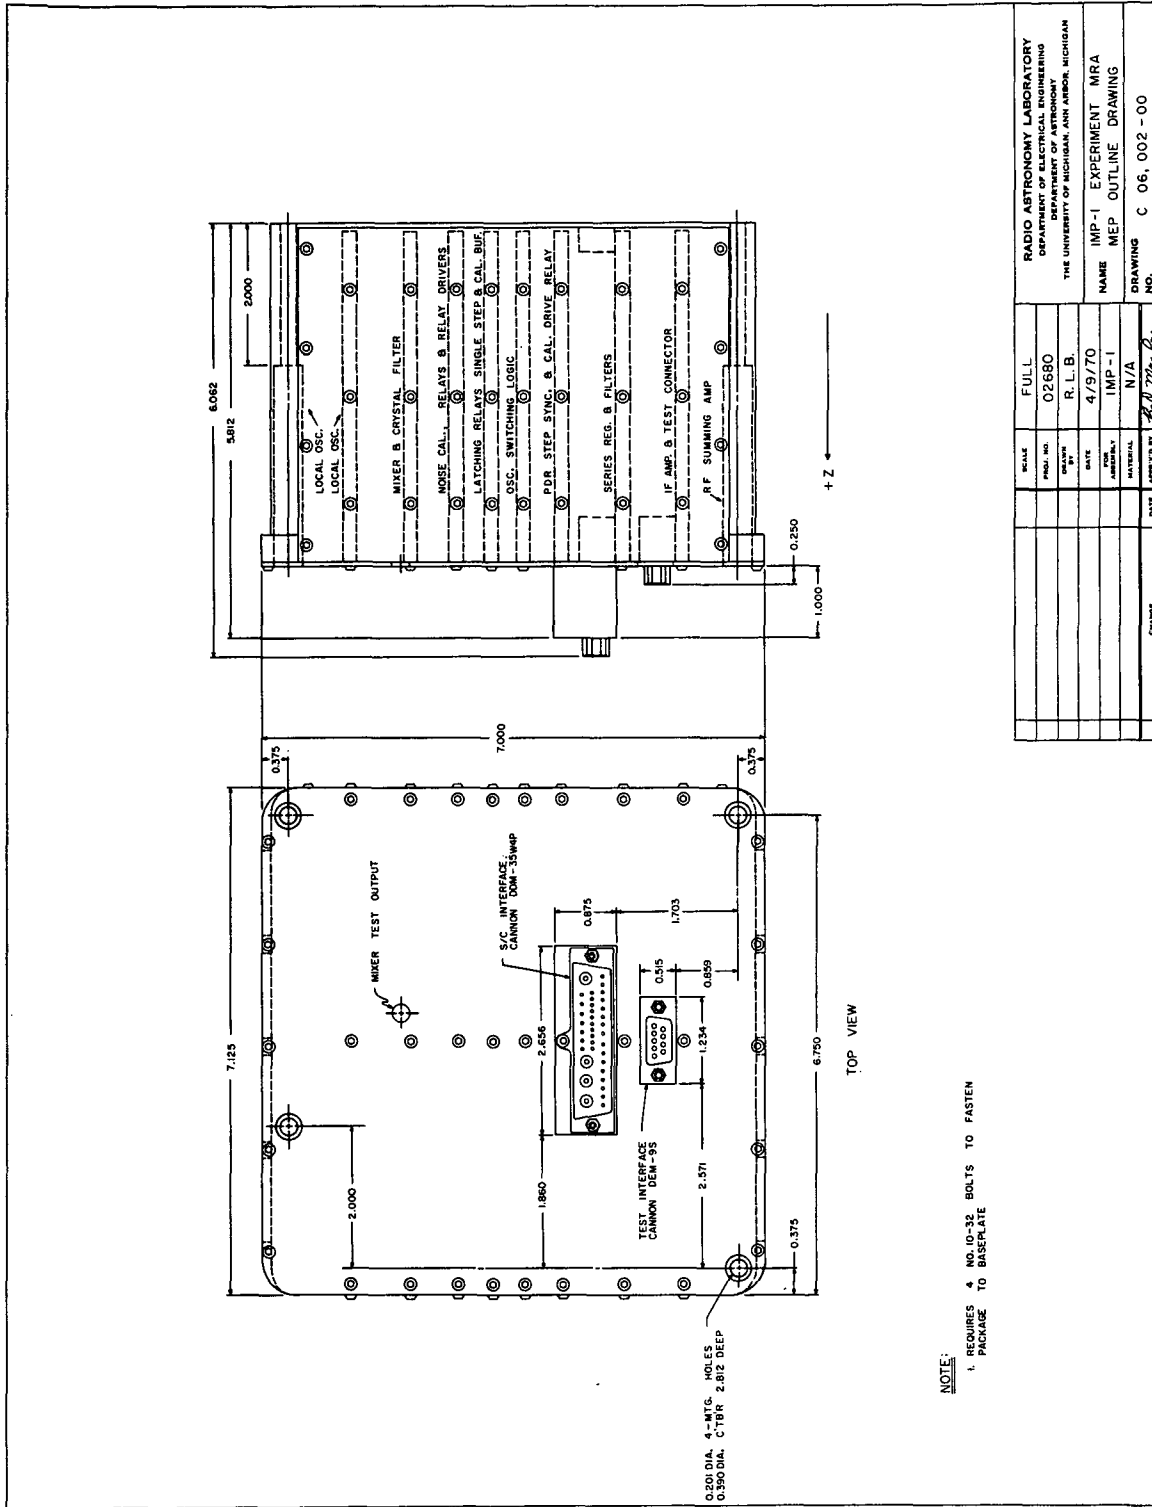 6.062
5.812
2.000
LOCAL OSC.
LOCAL OSC.
MIXER & CRYSTAL FILTER
NOISE CAL., RELAYS & RELAY DRIVERS
LATCHING RELAYS SINGLE STEP & CAL. BUF.
OSC. SWITCHING LOGIC
PDR STEP SYNC. & CAL. DRIVE RELAY
SERIES REG. & FILTERS
IF AMP. & TEST CONNECTOR
RF SUMMING AMP
+Z
0.250
1.000
7.000
0.375
0.375
7.125
MIXER TEST OUTPUT
S/C INTERFACE:
CANNON DDM-35W4P
2.000
2.656
0.875
1.703
1.860
0.515
0.859
1.234
2.571
TEST INTERFACE
CANNON DEM-9S
0.375
6.750
0.201 DIA. 4-MTG. HOLES
0.390 DIA. C'TB'R 2.812 DEEP
TOP VIEW
NOTE:
1. REQUIRES 4 NO. 10-32 BOLTS TO FASTEN
PACKAGE TO BASEPLATE
RADIO ASTRONOMY LABORATORY
DEPARTMENT OF ELECTRICAL ENGINEERING
DEPARTMENT OF ASTRONOMY
THE UNIVERSITY OF MICHIGAN, ANN ARBOR, MICHIGAN
NAME IMP-I EXPERIMENT MRA
MEP OUTLINE DRAWING
DRAWING NO. C 06,002-00
SCALE FULL
PROJ. NO. 02680
DRAWN BY R.L.B.
DATE 4/9/70
FOR ASSEMBLY IMP-I
MATERIAL N/A
DATE
CHANGE